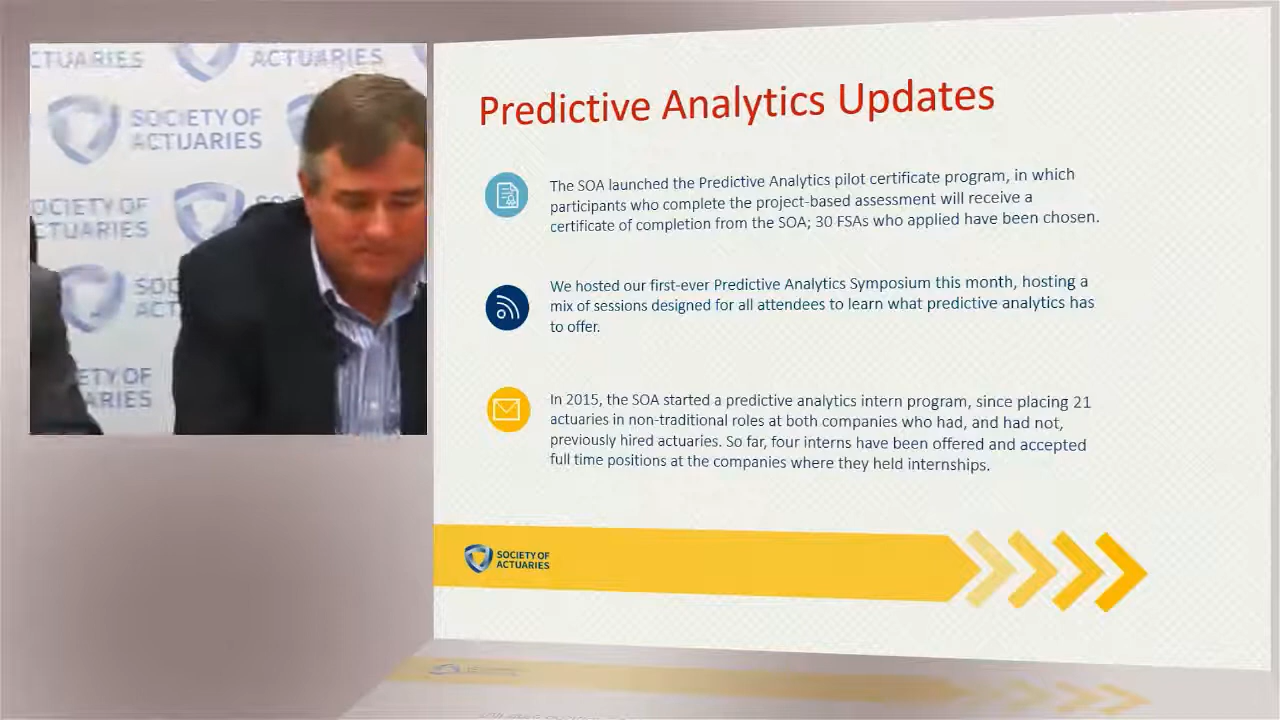 CTUARIES
ACTUARIES
SOCIETY OF
ACTUARIES
OCIETY OF
CTUARIES
SO
SOC
ACT
ETY OF
ARIES
Predictive Analytics Updates
The SOA launched the Predictive Analytics pilot certificate program, in which
participants who complete the project-based assessment will receive a
certificate of completion from the SOA; 30 FSAs who applied have been chosen.
We hosted our first-ever Predictive Analytics Symposium this month, hosting a
mix of sessions designed for all attendees to learn what predictive analytics has
to offer.
In 2015, the SOA started a predictive analytics intern program, since placing 21
actuaries in non-traditional roles at both companies who had, and had not,
previously hired actuaries. So far, four interns have been offered and accepted
full time positions at the companies where they held internships.
SOCIETY OF
ACTUARIES